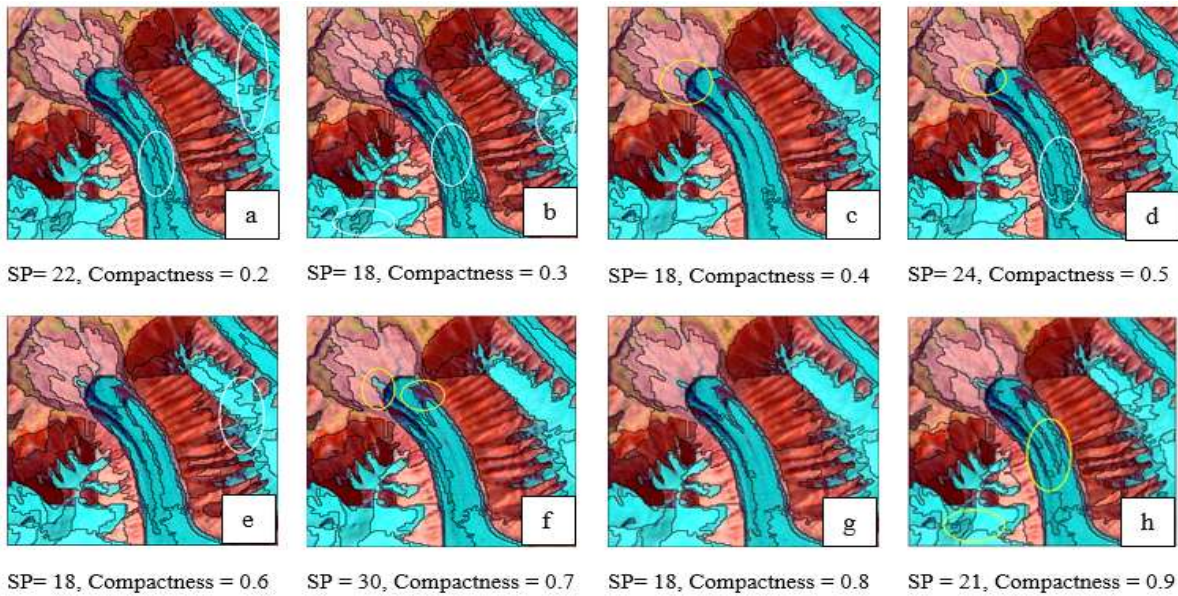 a
b
c
d
SP= 22, Compactness = 0.2
SP= 18, Compactness = 0.3
SP= 18, Compactness = 0.4
SP= 24, Compactness = 0.5
e
f
g
h
SP= 18, Compactness = 0.6
SP = 30, Compactness = 0.7
SP= 18, Compactness = 0.8
SP = 21, Compactness = 0.9